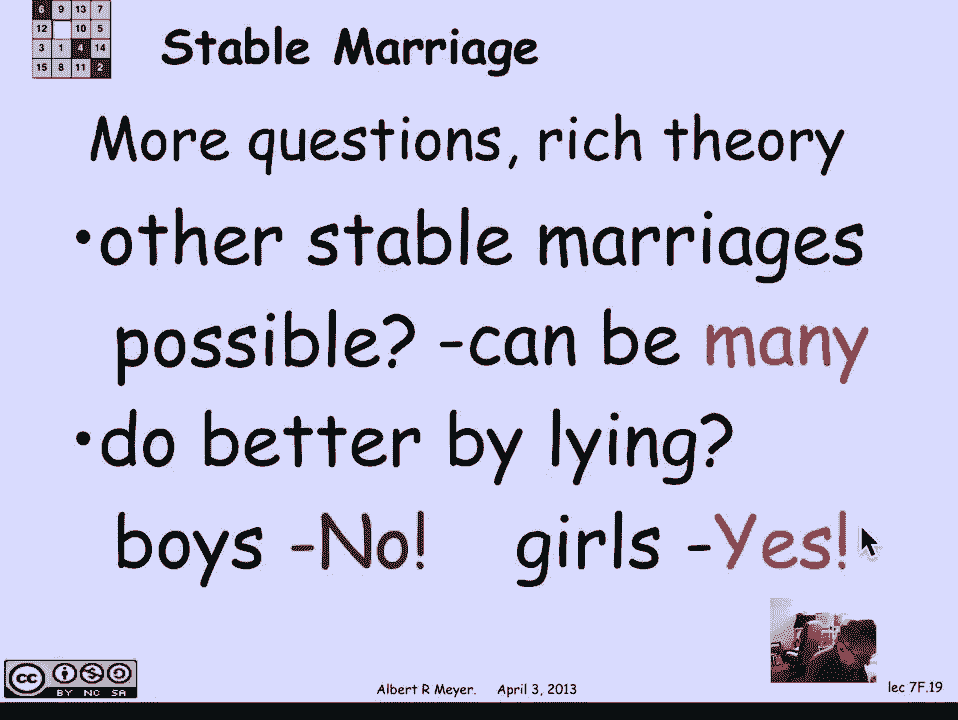 6 9 13 7
12 10 5
3 1 4 14
15 8 11 2
Stable Marriage
More questions, rich theory
•other stable marriages
possible? -can be many
•do better by lying?
boys -No! girls -Yes!
cc BY NC SA
Albert R Meyer. April 3, 2013
lec 7F.19